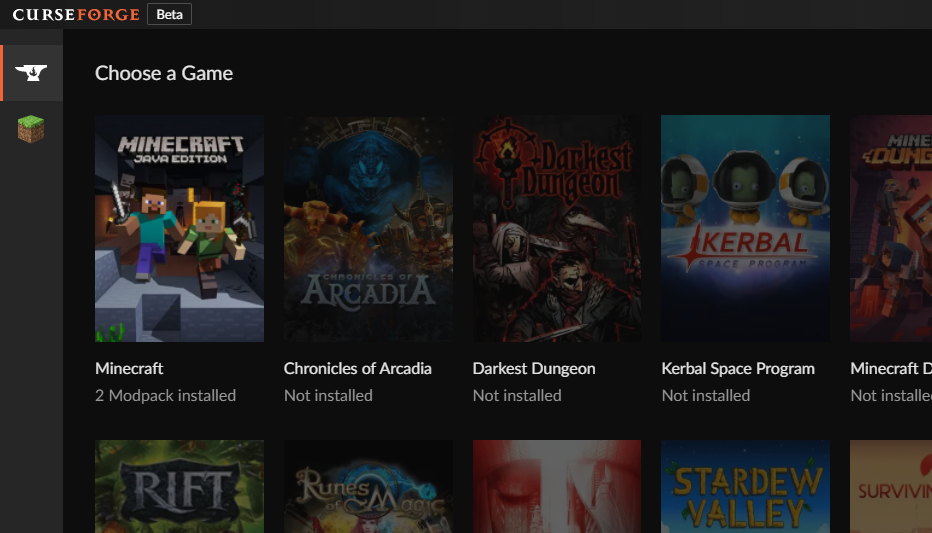 CURSEFORGE Beta
Choose a Game
MINECRAFT
JAVA EDITION
CHRONICLES OF
ARCADIA
Darkest
Dungeon
KERBAL
SPACE PROGRAM
MINE
DUNG
Minecraft
Chronicles of Arcadia
Darkest Dungeon
Kerbal Space Program
Minecraft D
2 Modpack installed
Not installed
Not installed
Not installed
Not installe
RIFT
Runes
of Magic
STARDEW
VALLEY
SURVIVIN